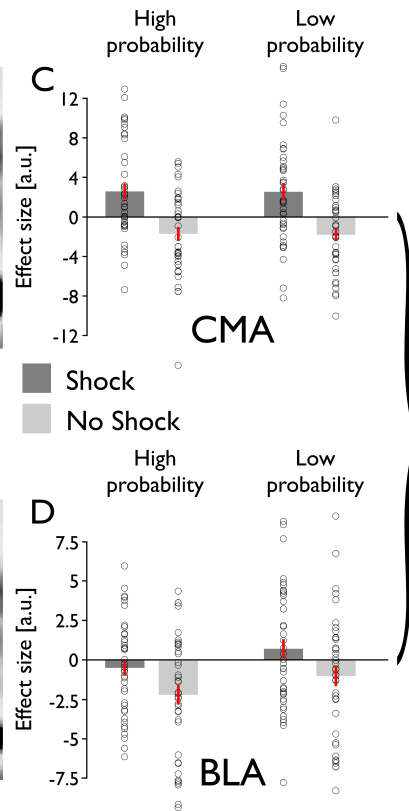 High probability
Low probability
C
Effect size [a.u.]
12
8
4
0
-4
-8
-12
CMA
Shock
No Shock
High probability
Low probability
D
Effect size [a.u.]
7.5
5
2.5
0
-2.5
-5
-7.5
BLA